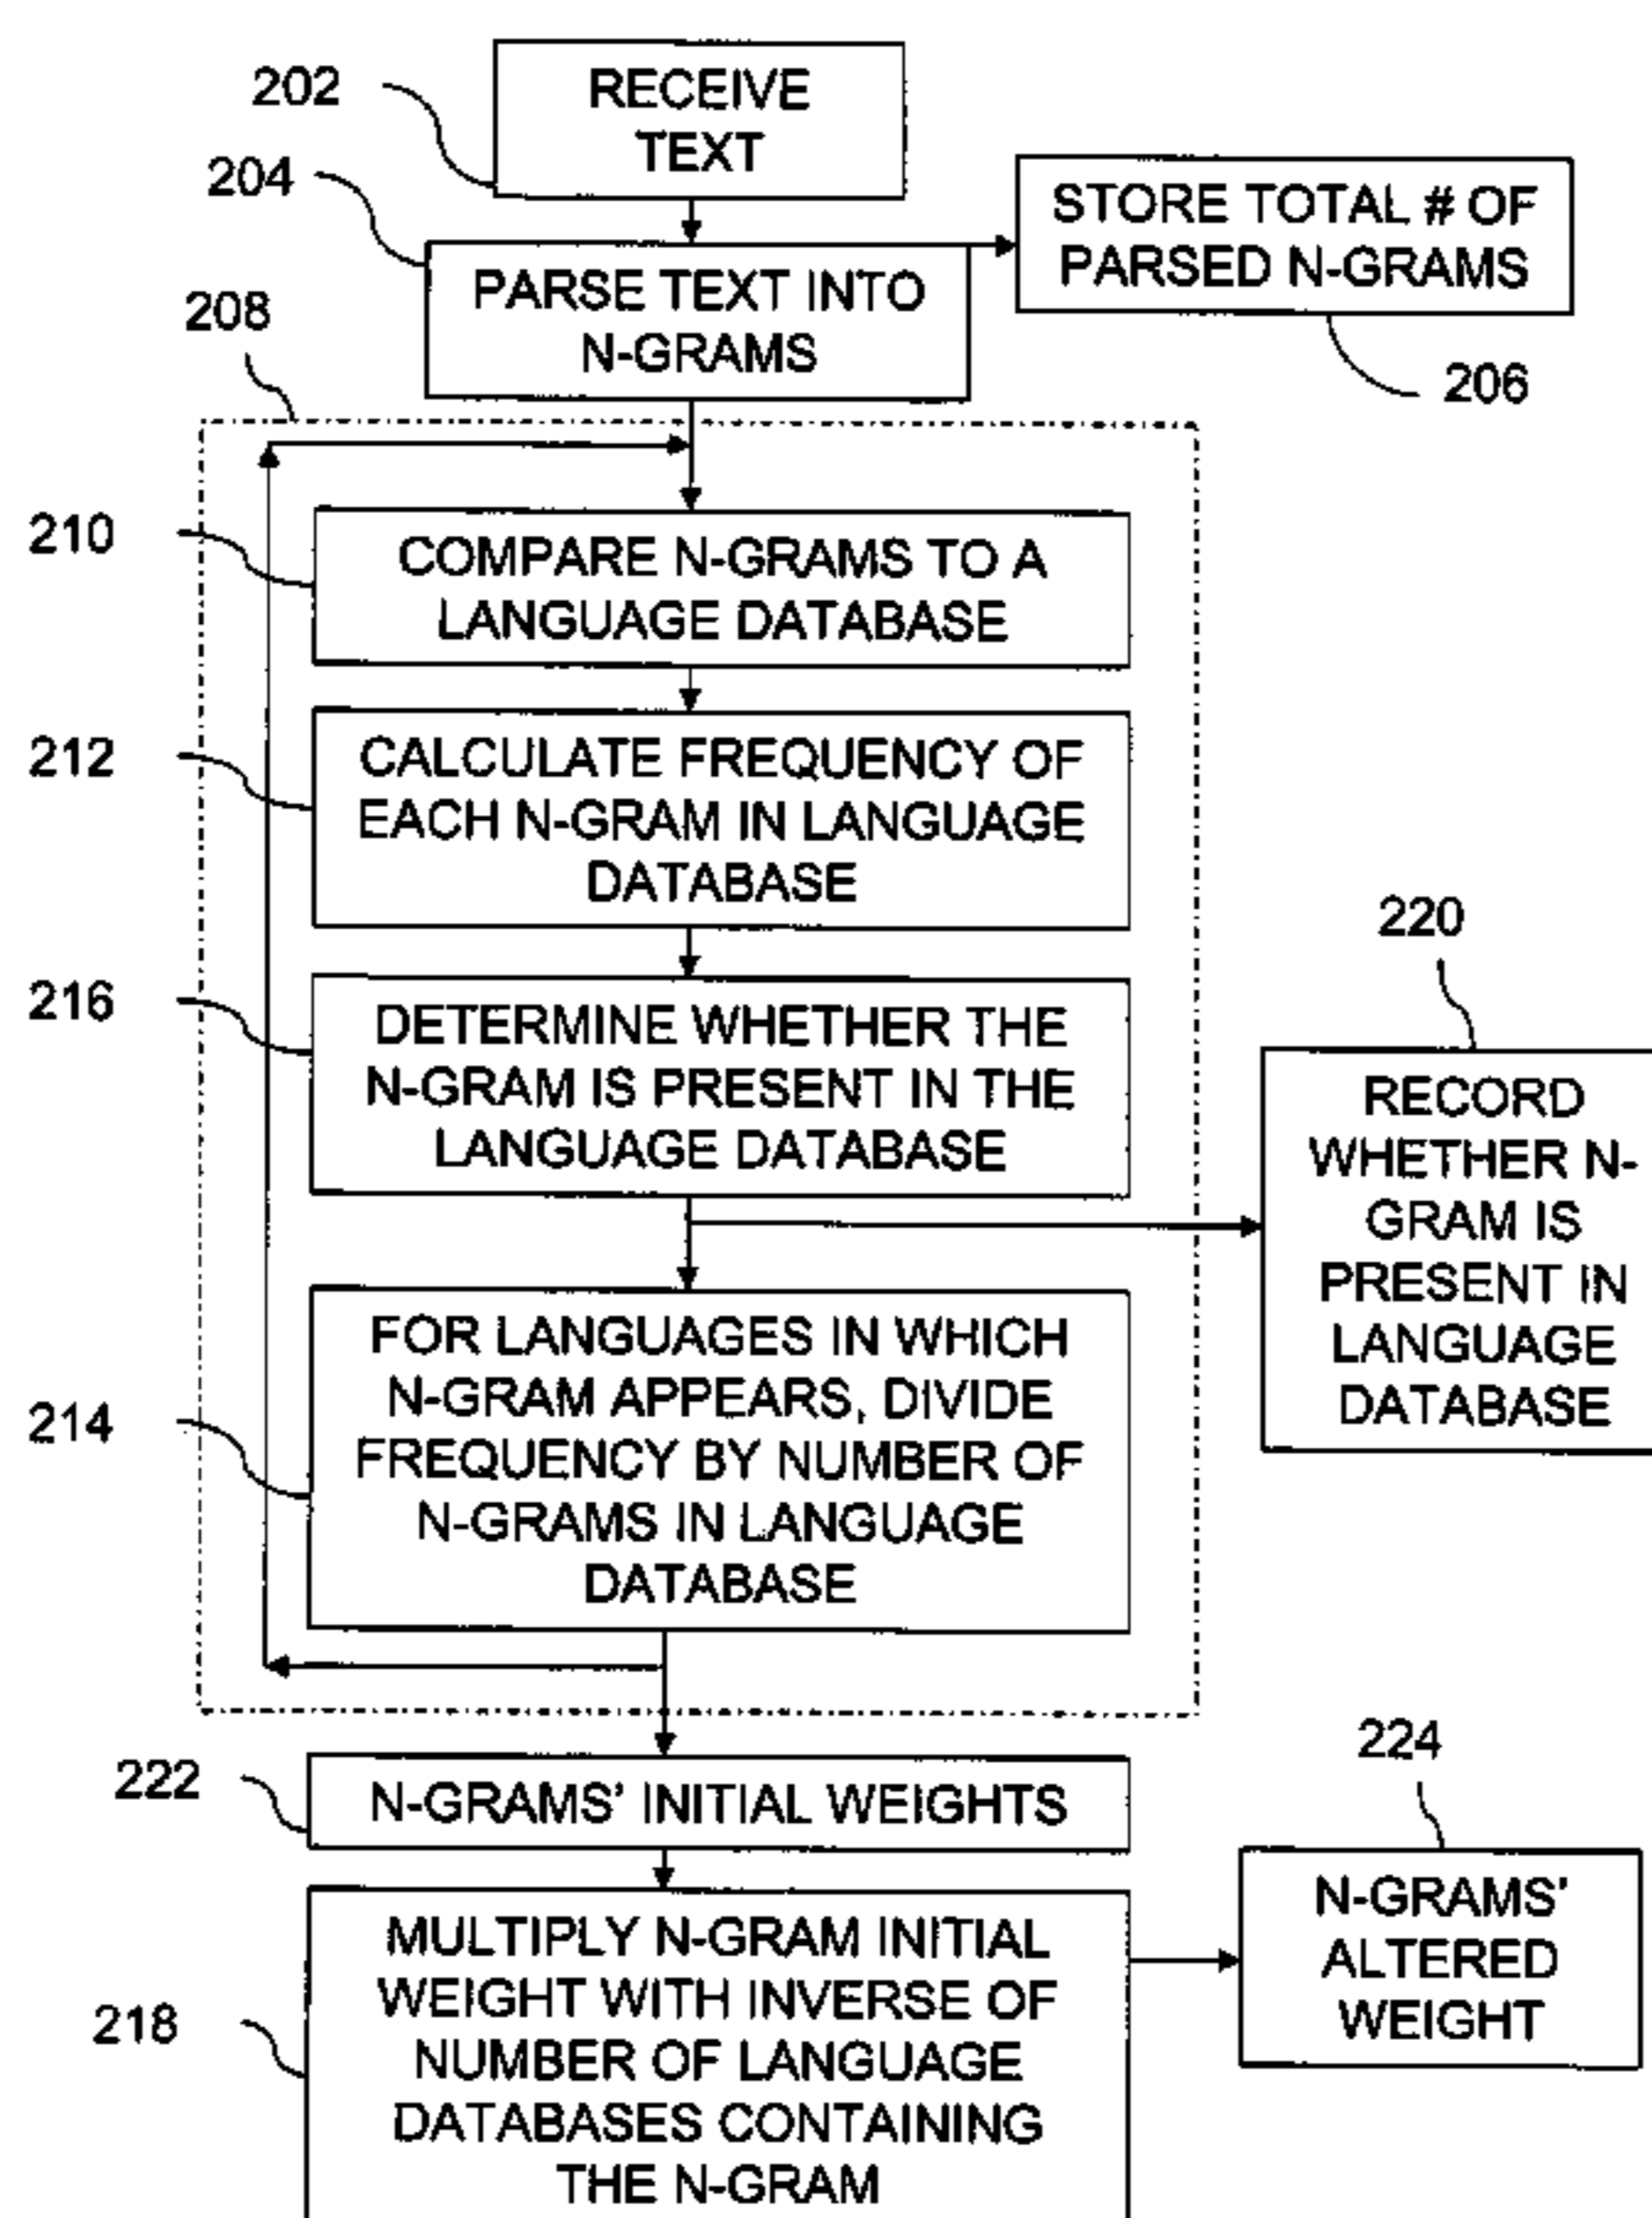 202
RECEIVE
TEXT
204
STORE TOTAL # OF
PARSED N-GRAMS
206
PARSE TEXT INTO
N-GRAMS
208
210
COMPARE N-GRAMS TO A
LANGUAGE DATABASE
212
CALCULATE FREQUENCY OF
EACH N-GRAM IN LANGUAGE
DATABASE
216
DETERMINE WHETHER THE
N-GRAM IS PRESENT IN THE
LANGUAGE DATABASE
220
RECORD
WHETHER N-
GRAM IS
PRESENT IN
LANGUAGE
DATABASE
214
FOR LANGUAGES IN WHICH
N-GRAM APPEARS, DIVIDE
FREQUENCY BY NUMBER OF
N-GRAMS IN LANGUAGE
DATABASE
222
N-GRAMS' INITIAL WEIGHTS
224
N-GRAMS'
ALTERED
WEIGHT
218
MULTIPLY N-GRAM INITIAL
WEIGHT WITH INVERSE OF
NUMBER OF LANGUAGE
DATABASES CONTAINING
THE N-GRAM